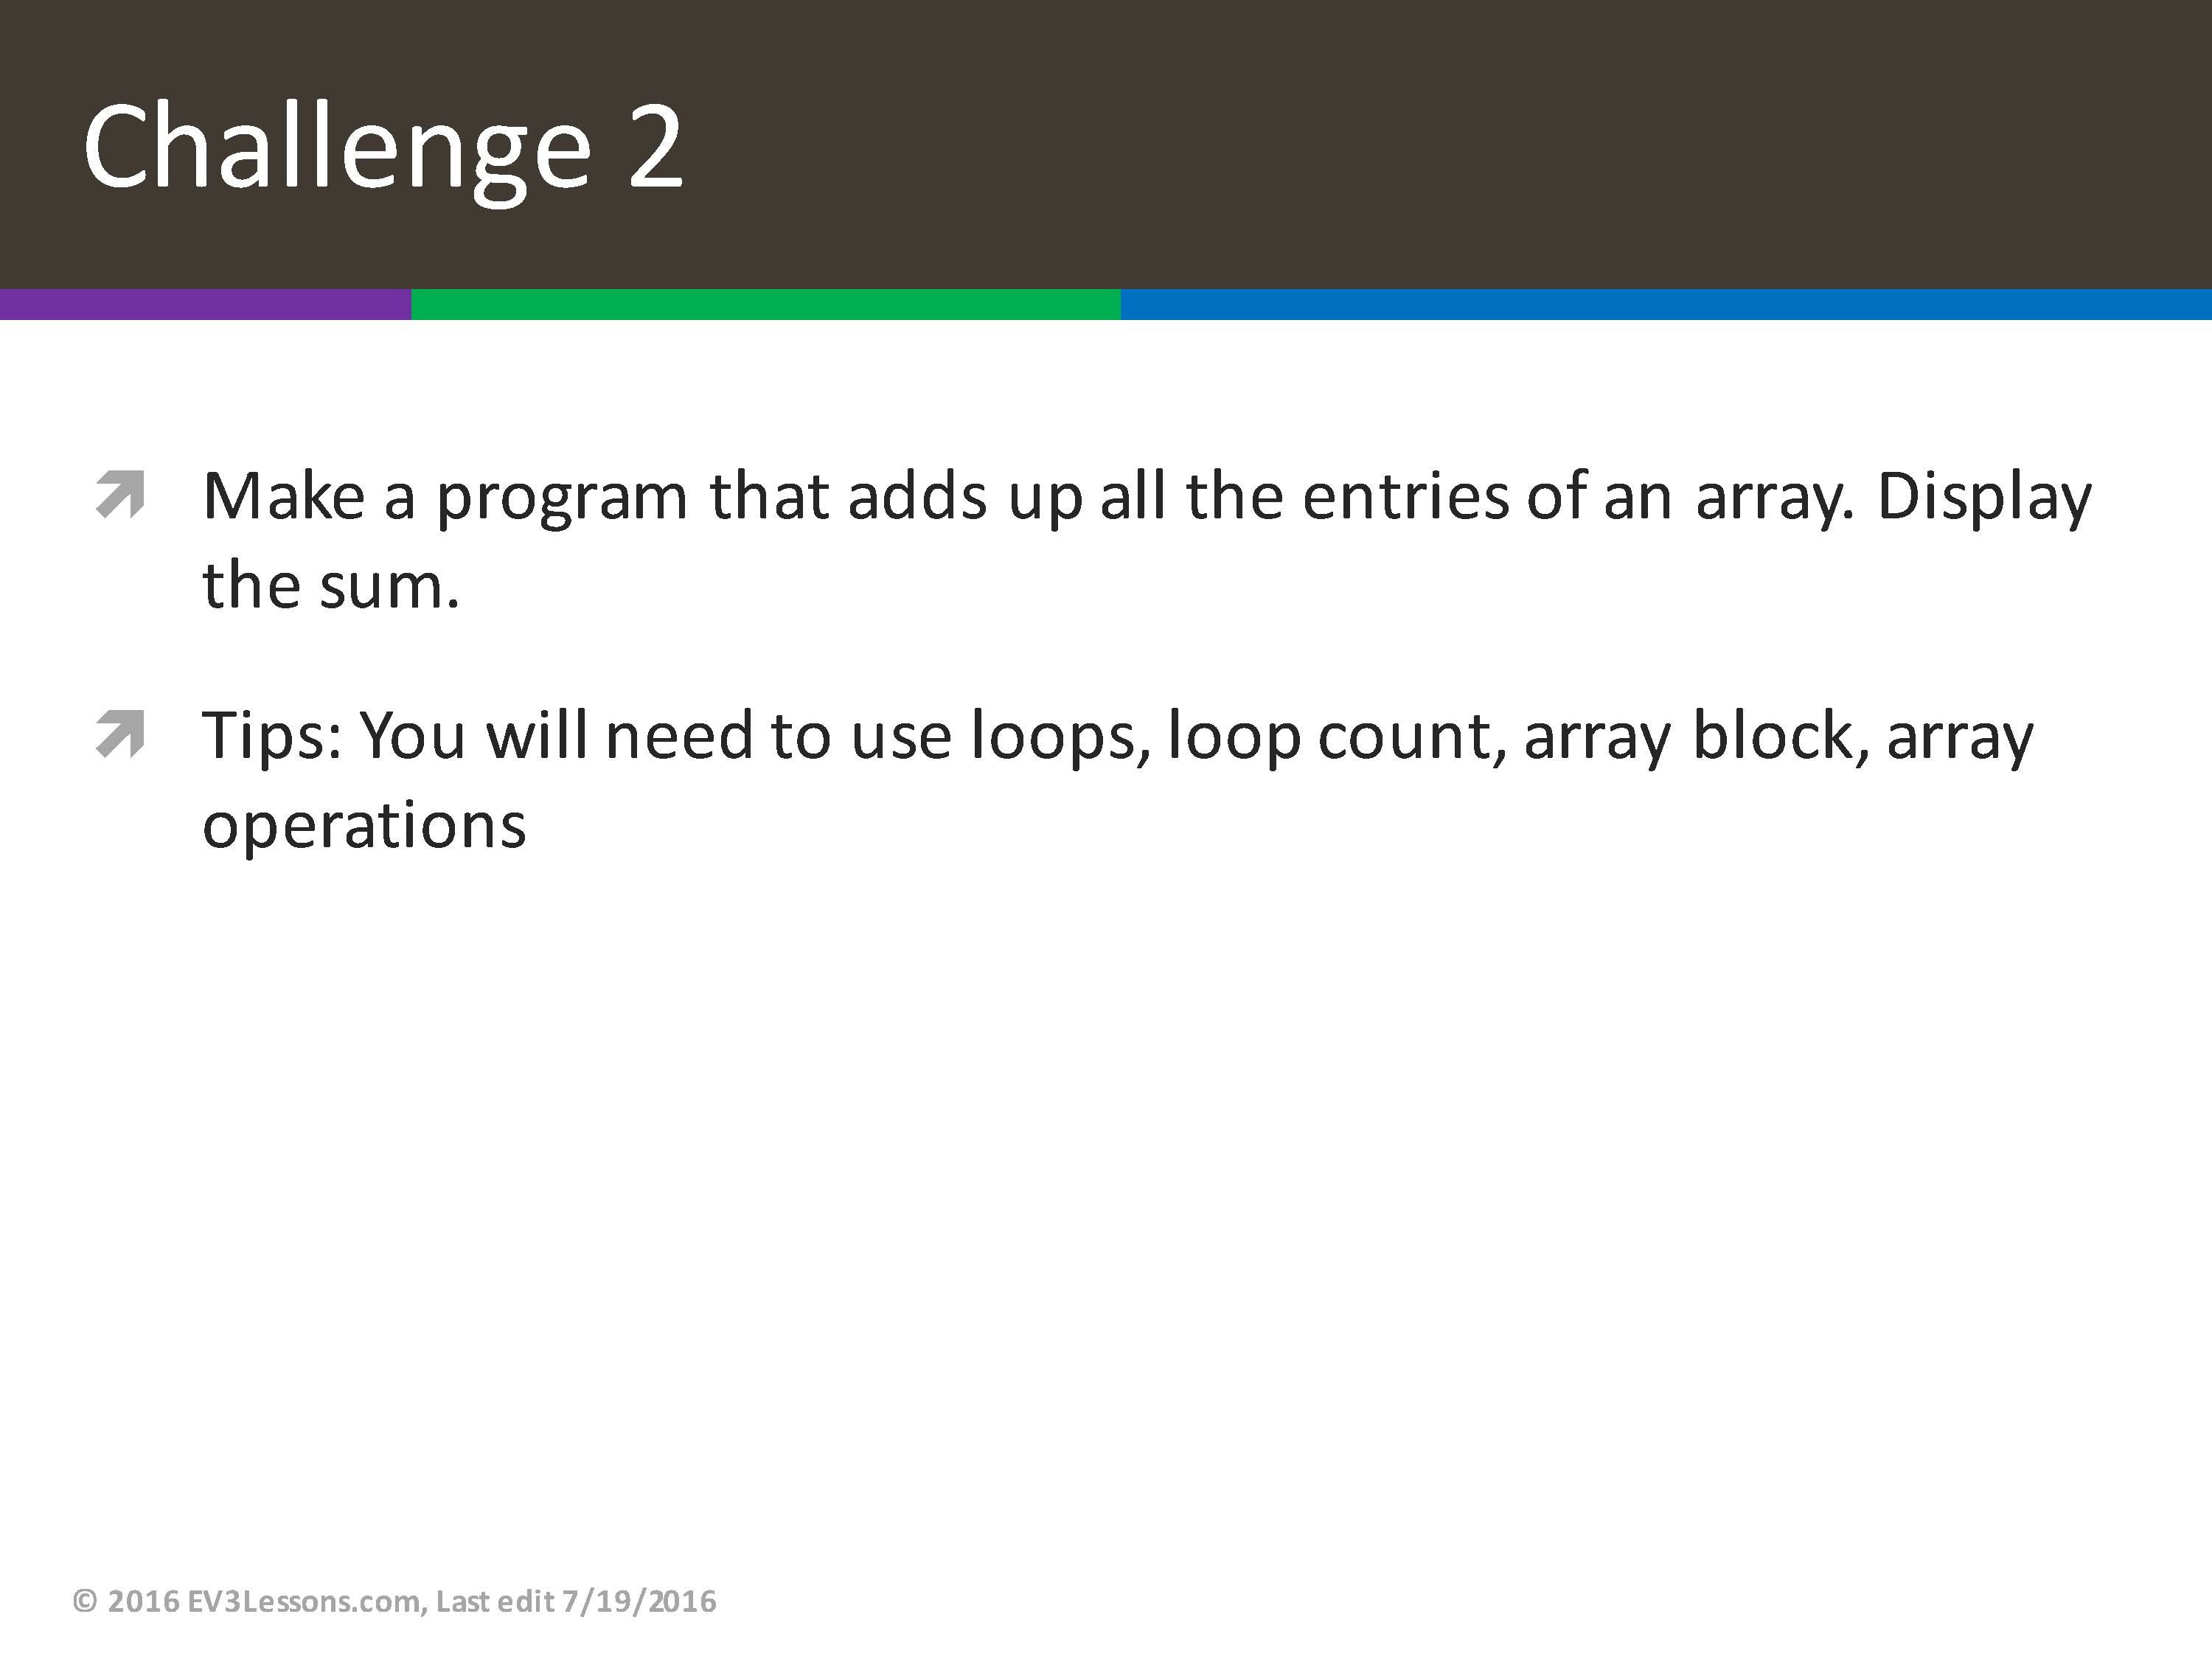 Challenge 2
Make a program that adds up all the entries of an array. Display
the sum.
Tips: You will need to use loops, loop count, array block, array
operations
© 2016 EV3Lessons.com, Last edit 7/19/2016